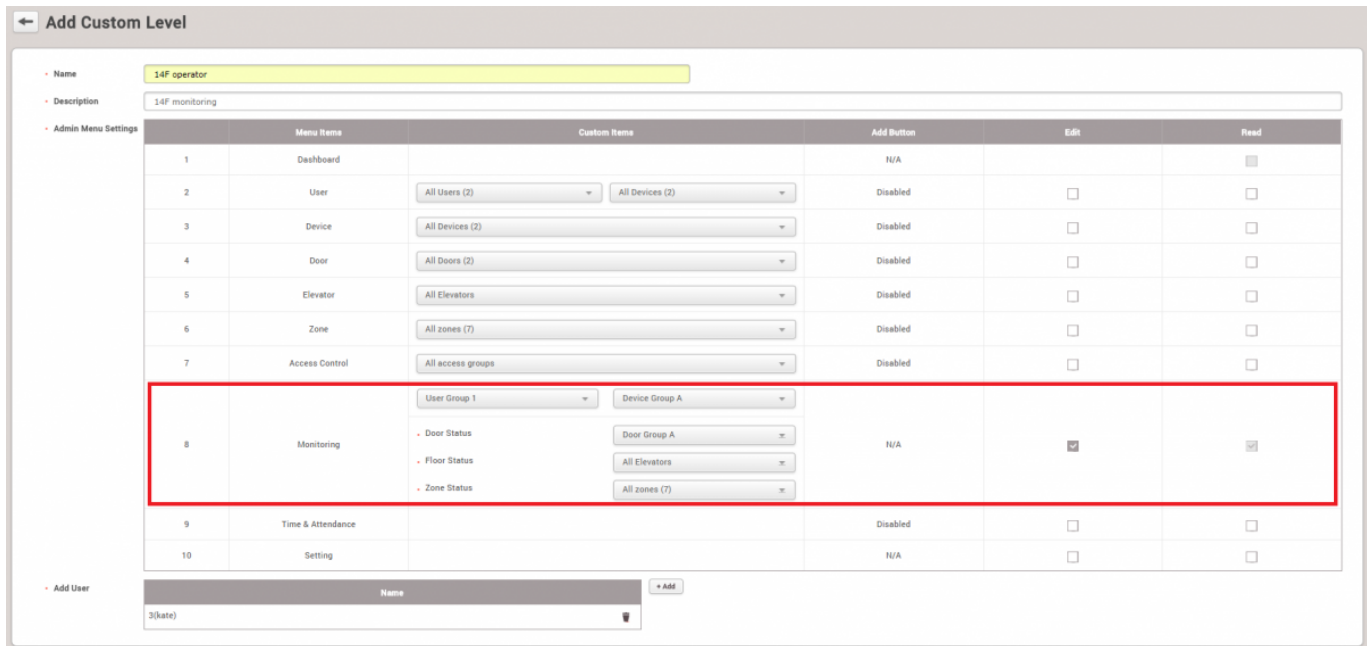 Add Custom Level
Name 14F operator
Description 14F monitoring
Admin Menu Settings Menu Items Custom Items Add Button Edit Read
1 Dashboard N/A
2 User All Users (2) All Devices (2) Disabled
3 Device All Devices (2) Disabled
4 Door All Doors (2) Disabled
5 Elevator All Elevators Disabled
6 Zone All zones (7) Disabled
7 Access Control All access groups Disabled
User Group 1 Device Group A
Door Status Door Group A
8 Monitoring N/A
Floor Status All Elevators
Zone Status All zones (7)
9 Time & Attendance Disabled
10 Setting N/A
Add User Name + Add
3(kate)